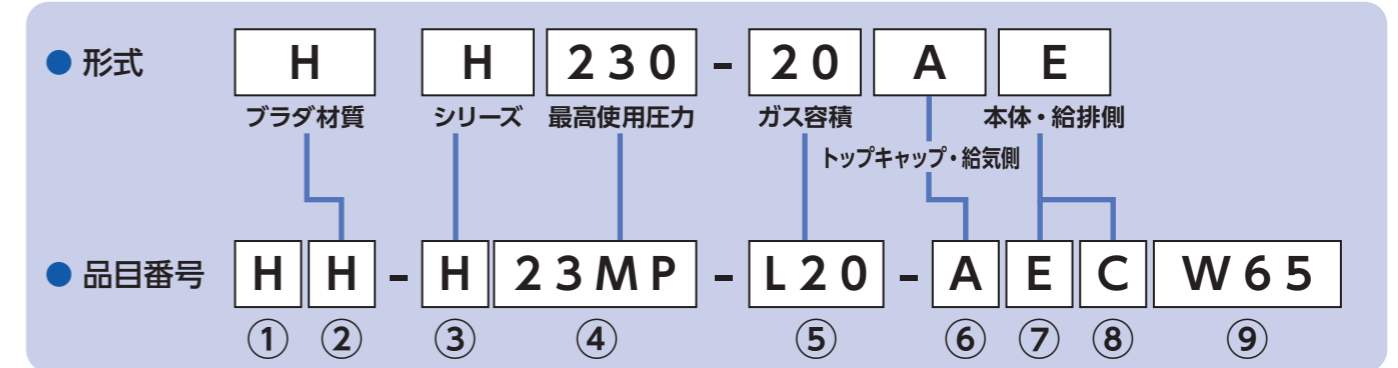 ● 形式 H H 230 - 20 A E
ブラダ材質 シリーズ 最高使用圧力 ガス容積 本体・給排側
トップキャップ・給気側
● 品目番号 H H - H 23MP - L20 - A E C W65
① ② ③ ④ ⑤ ⑥ ⑦ ⑧ ⑨